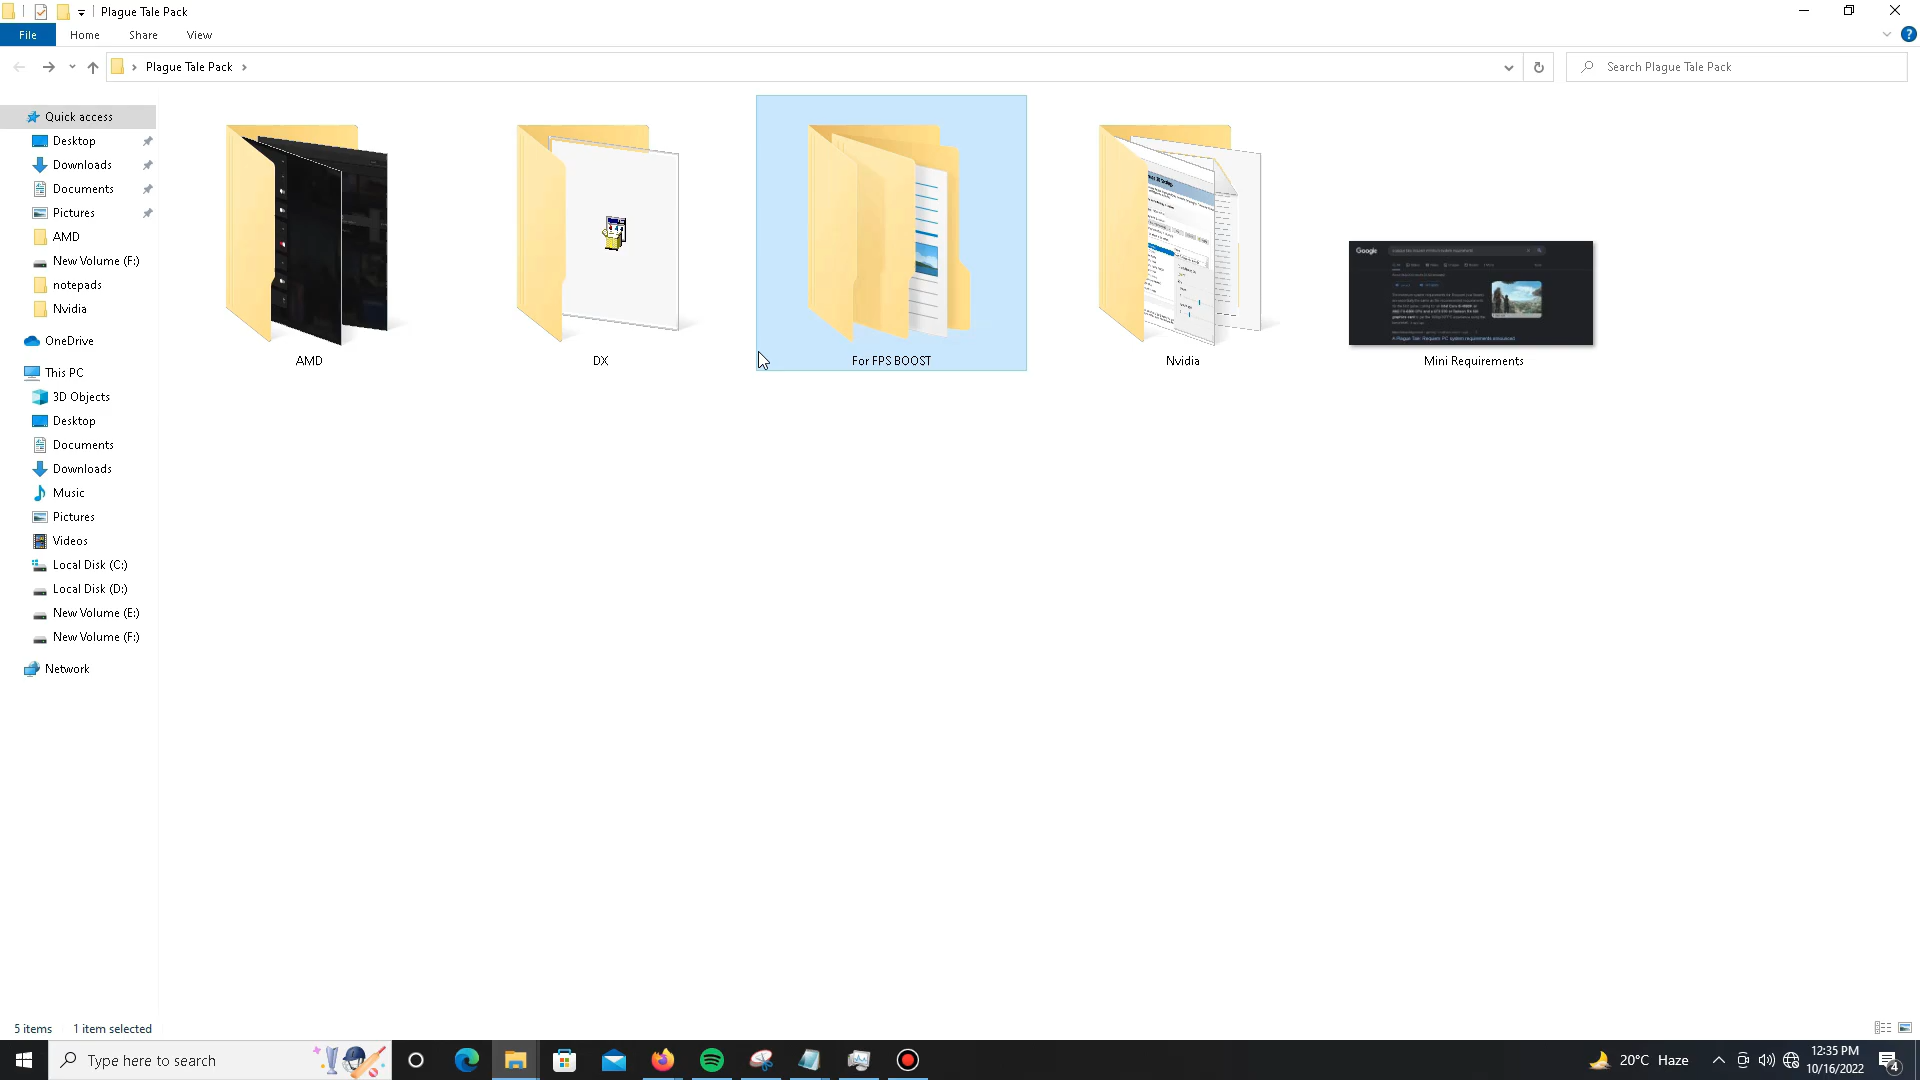 Plague Tale Pack
File Home Share View
Plague Tale Pack
Search Plague Tale Pack
Quick access
Desktop
Downloads
Documents
Pictures
AMD
New Volume (F:)
notepads
Nvidia
OneDrive
This PC
3D Objects
Desktop
Documents
Downloads
Music
Pictures
Videos
Local Disk (C:)
Local Disk (D:)
New Volume (E:)
New Volume (F:)
Network
Google
AMD DX For FPS BOOST Nvidia Mini Requirements
5 items 1 item selected
Type here to search
20°C Haze
12:35 PM
10/16/2022
4